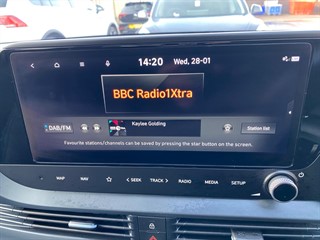 14:20 Wed, 28-01
BBC Radio1Xtra
DAB/FM
Kaylee Golding
Station list
Favourite stations/channels can be saved by pressing the star button on the screen.
MAP NAV ☆ < SEEK TRACK > RADIO MEDIA SETUP